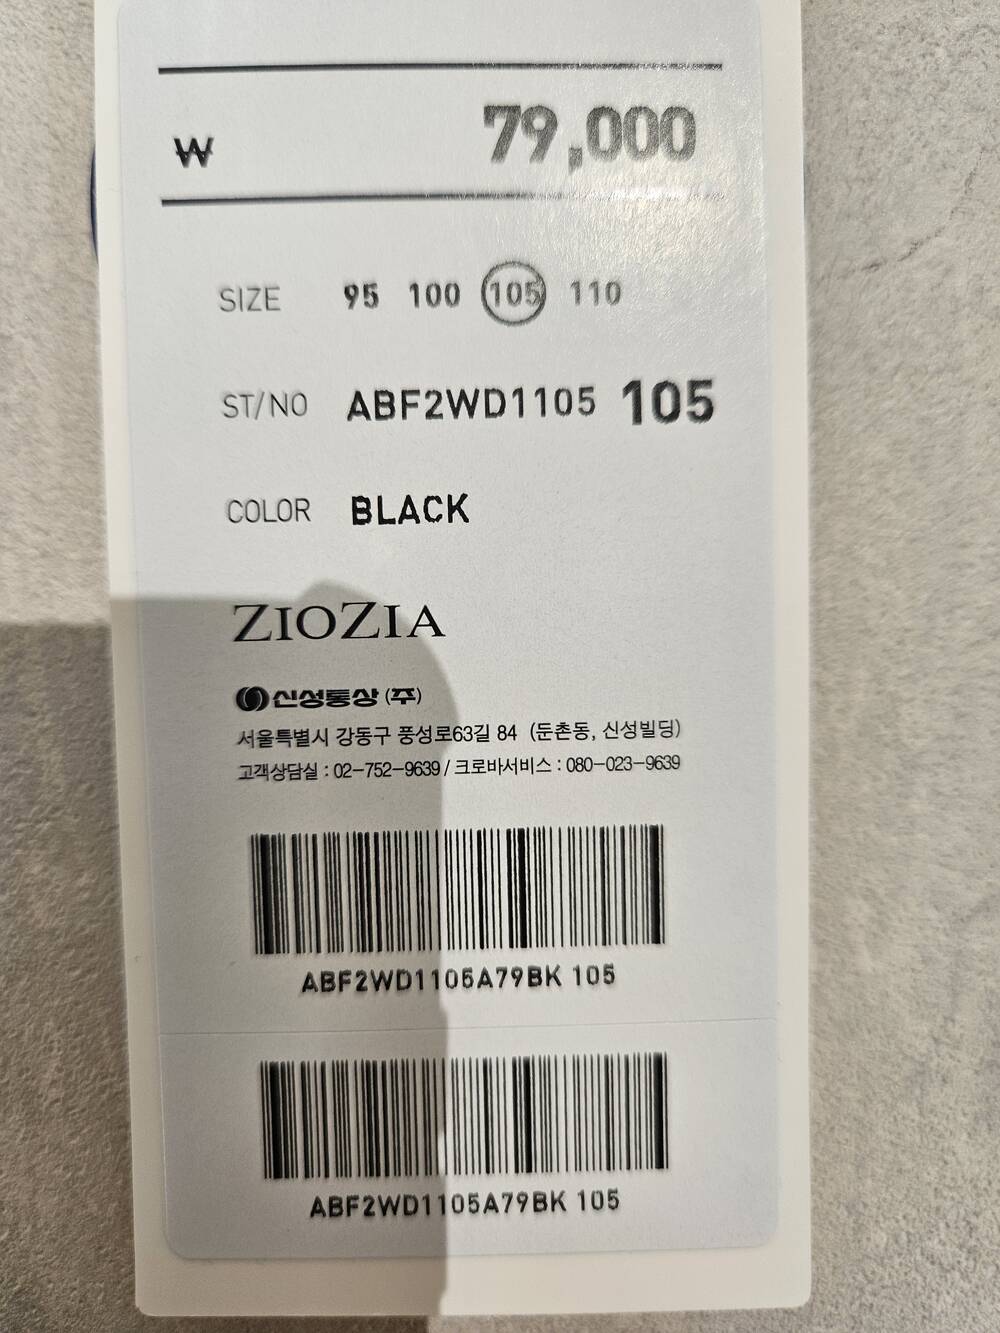 ₩ 79,000
SIZE 95 100 105 110
ST/NO ABF2WD1105 105
COLOR BLACK
ZIOZIA
신성통상 (주)
서울특별시 강동구 풍성로63길 84 (둔촌동, 신성빌딩)
고객상담실 : 02-752-9639 / 크로바서비스 : 080-023-9639
ABF2WD1105A79BK 105
ABF2WD1105A79BK 105